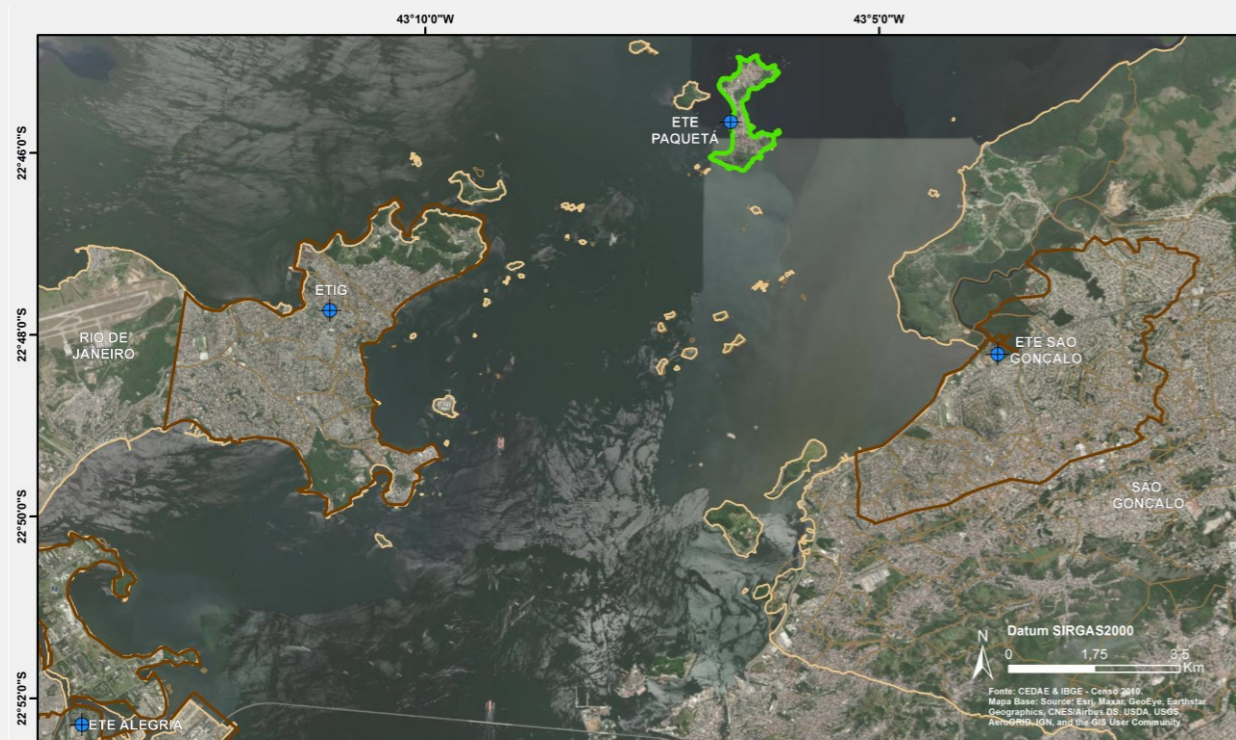 43°10'0"W
43°5'0"W
22°46'0"S
22°48'0"S
22°50'0"S
22°52'0"S
ETE
PAQUETÁ
ETIG
RIO DE
JANEIRO
ETE SÃO
GONÇALO
SÃO
GONÇALO
ETE ALEGRIA
N
Datum SIRGAS2000
0 1,75 3,5
Km
Fonte: CEDAE & IBGE - Censo 2010.
Mapa Base: Source: Esri, Maxar, GeoEye, Earthstar
Geographics, CNES/Airbus DS, USDA, USGS,
AeroGRID, IGN, and the GIS User Community